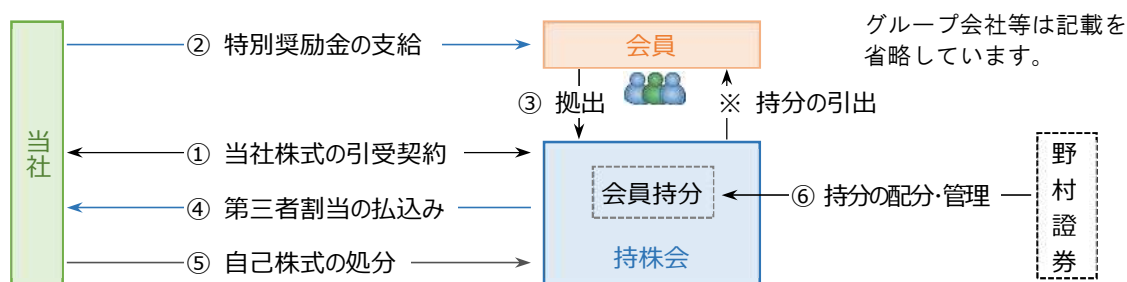 ② 特別奨励金の支給
会員
グループ会社等は記載を
省略しています。
③ 拠出
※ 持分の引出
当社
① 当社株式の引受契約
会員持分
⑥ 持分の配分･管理
野村證券
④ 第三者割当の払込み
⑤ 自己株式の処分
持株会